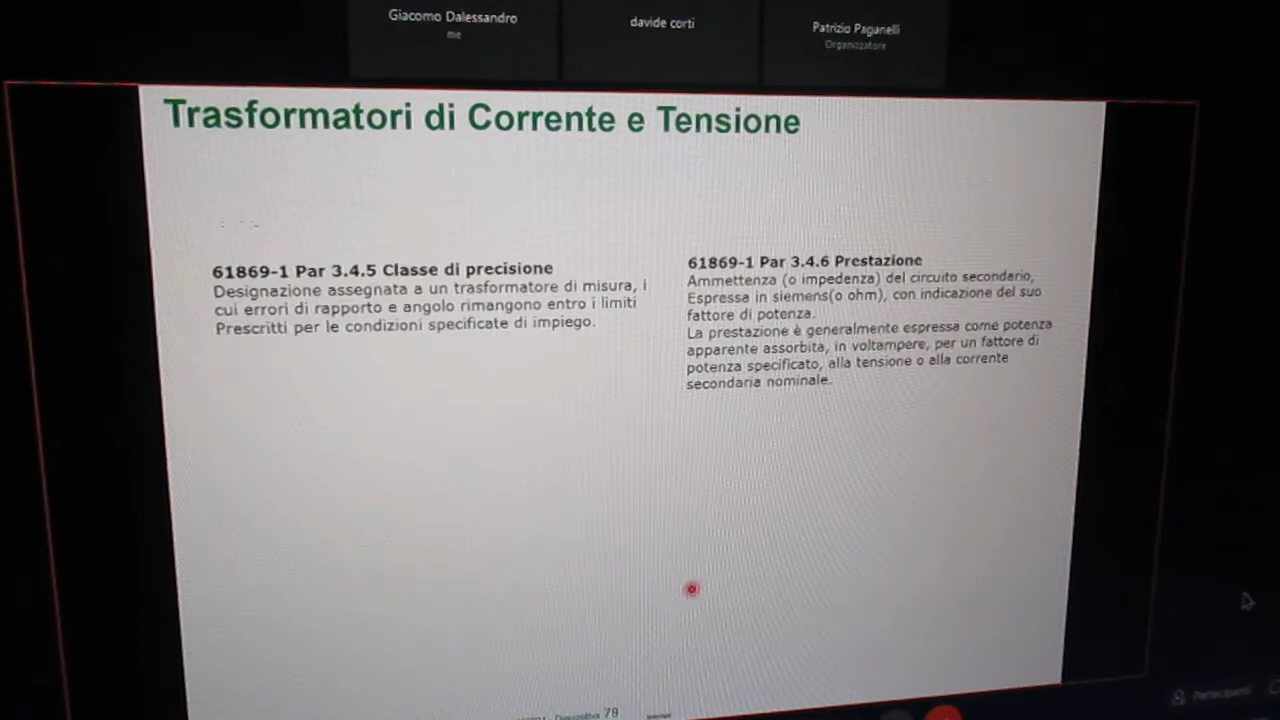 Giacomo Dalessandro
me
davide corti
Patrizio Paganelli
Organizzatore
Trasformatori di Corrente e Tensione
61869-1 Par 3.4.5 Classe di precisione
Designazione assegnata a un trasformatore di misura, i
cui errori di rapporto e angolo rimangono entro i limiti
Prescritti per le condizioni specificate di impiego.
61869-1 Par 3.4.6 Prestazione
Ammettenza (o impedenza) del circuito secondario,
Espressa in siemens(o ohm), con indicazione del suo
fattore di potenza.
La prestazione è generalmente espressa come potenza
apparente assorbita, in voltampere, per un fattore di
potenza specificato, alla tensione o alla corrente
secondaria nominale.
79
Partecipanti